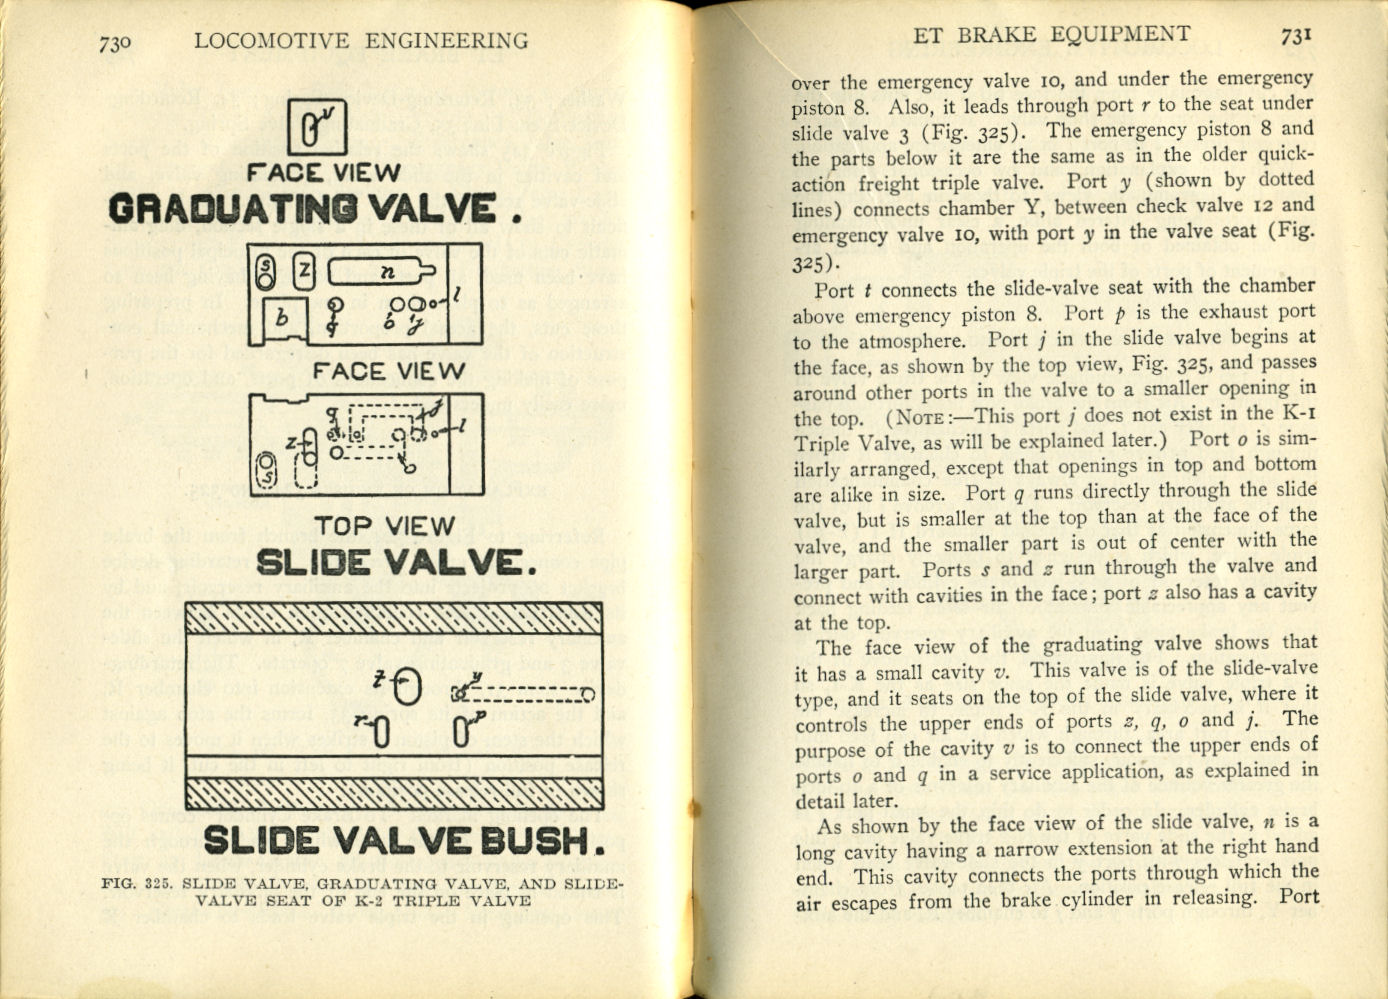 730 LOCOMOTIVE ENGINEERING
v
FACE VIEW
GRADUATING VALVE.
s z n l
b q o j
FACE VIEW
q j
z l
s o
TOP VIEW
SLIDE VALVE.
t y
r p
SLIDE VALVE BUSH.
FIG. 325. SLIDE VALVE, GRADUATING VALVE, AND SLIDE-
VALVE SEAT OF K-2 TRIPLE VALVE
ET BRAKE EQUIPMENT 731
over the emergency valve 10, and under the emergency
piston 8. Also, it leads through port r to the seat under
slide valve 3 (Fig. 325). The emergency piston 8 and
the parts below it are the same as in the older quick-
action freight triple valve. Port y (shown by dotted
lines) connects chamber Y, between check valve 12 and
emergency valve 10, with port y in the valve seat (Fig.
325).
Port t connects the slide-valve seat with the chamber
above emergency piston 8. Port p is the exhaust port
to the atmosphere. Port j in the slide valve begins at
the face, as shown by the top view, Fig. 325, and passes
around other ports in the valve to a smaller opening in
the top. (NOTE:—This port j does not exist in the K-1
Triple Valve, as will be explained later.) Port o is sim-
ilarly arranged, except that openings in top and bottom
are alike in size. Port q runs directly through the slide
valve, but is smaller at the top than at the face of the
valve, and the smaller part is out of center with the
larger part. Ports s and z run through the valve and
connect with cavities in the face; port z also has a cavity
at the top.
The face view of the graduating valve shows that
it has a small cavity v. This valve is of the slide-valve
type, and it seats on the top of the slide valve, where it
controls the upper ends of ports z, q, o and j. The
purpose of the cavity v is to connect the upper ends of
ports o and q in a service application, as explained in
detail later.
As shown by the face view of the slide valve, n is a
long cavity having a narrow extension at the right hand
end. This cavity connects the ports through which the
air escapes from the brake cylinder in releasing. Port